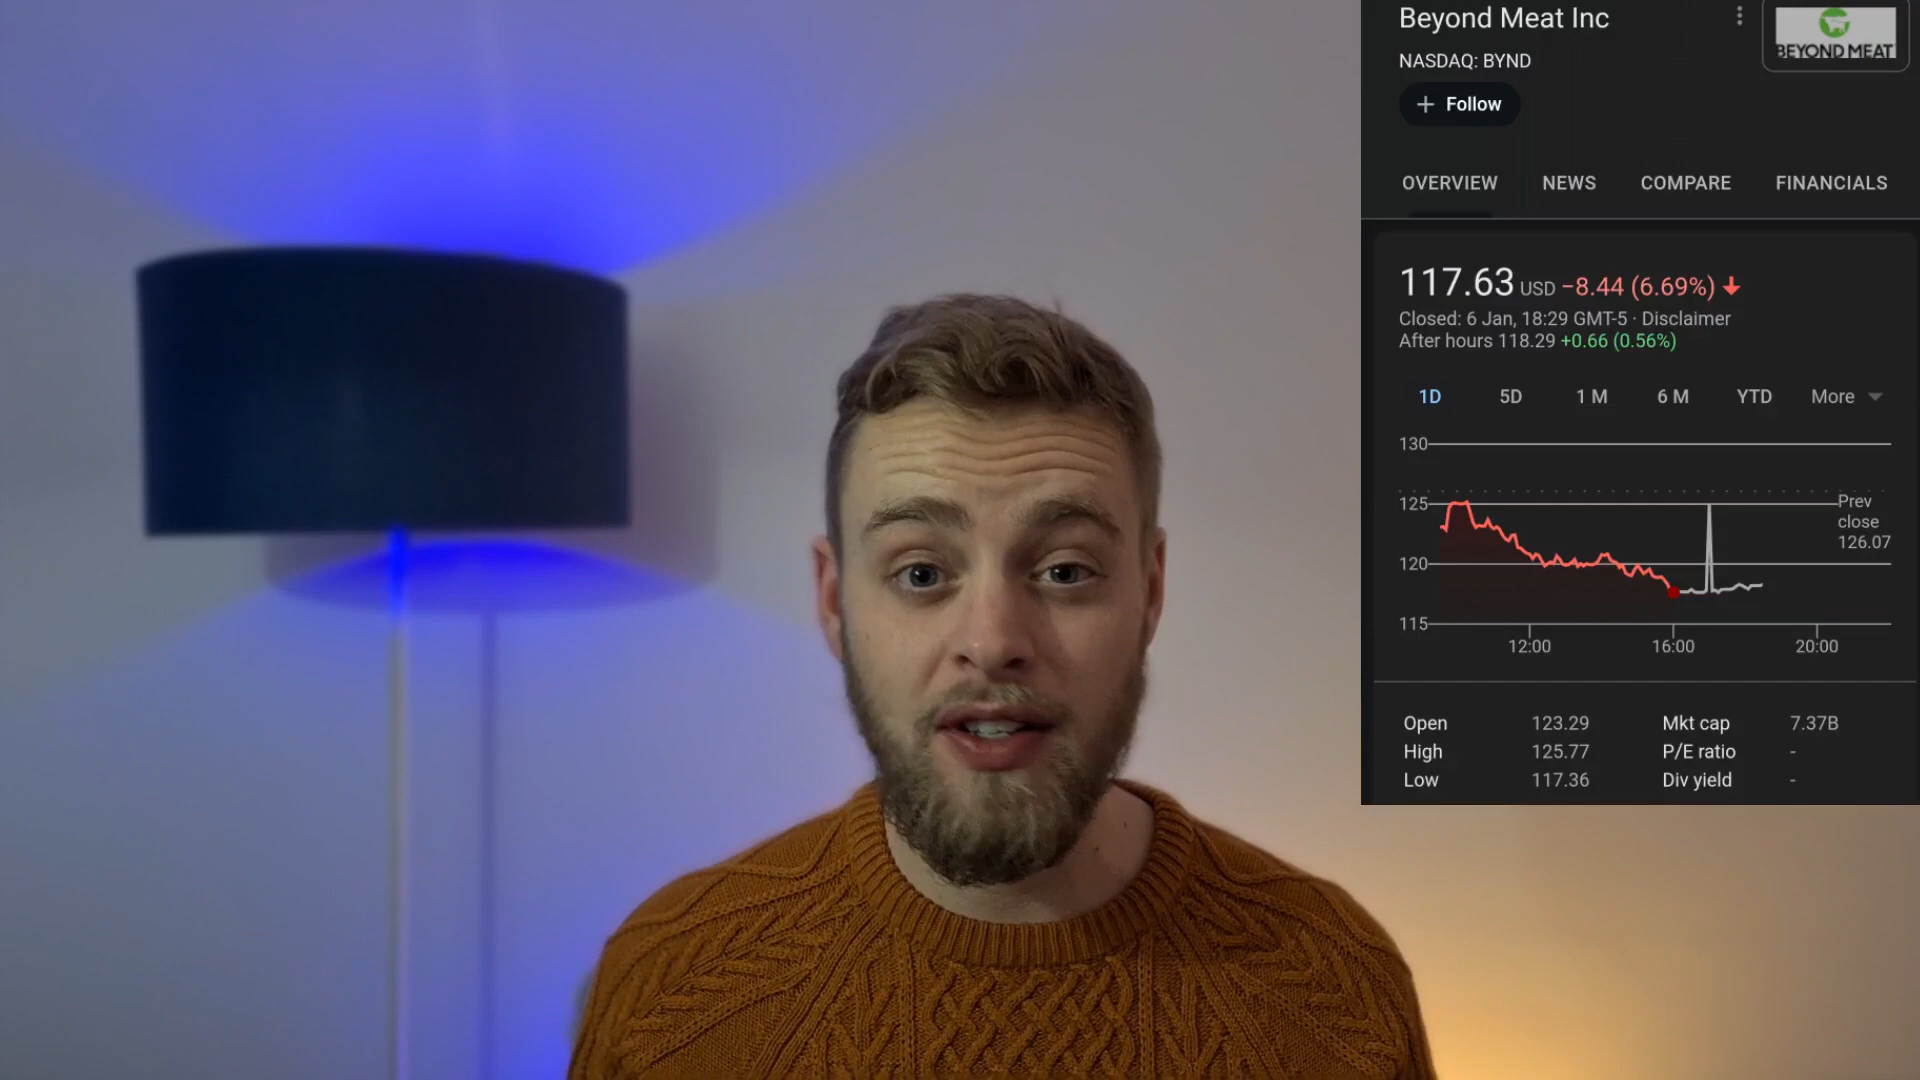 Beyond Meat Inc
BEYOND MEAT
NASDAQ: BYND
+ Follow
OVERVIEW NEWS COMPARE FINANCIALS
117.63 USD −8.44 (6.69%)
Closed: 6 Jan, 18:29 GMT-5 · Disclaimer
After hours 118.29 +0.66 (0.56%)
1D 5D 1 M 6 M YTD More
130
125
120
115
Prev
close
126.07
12:00 16:00 20:00
Open 123.29 Mkt cap 7.37B
High 125.77 P/E ratio -
Low 117.36 Div yield -